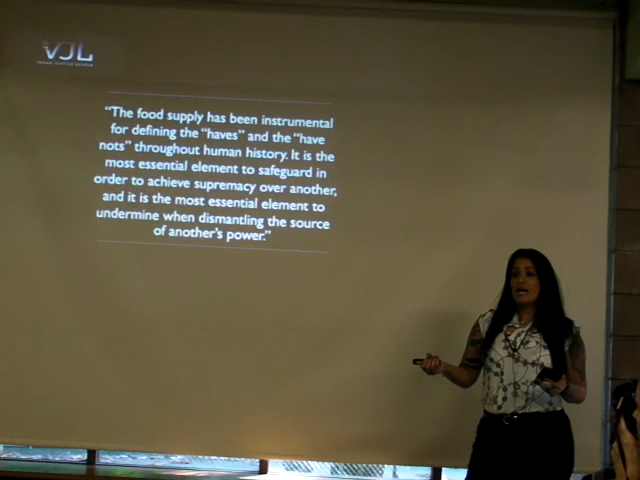 VJL
"The food supply has been instrumental
for defining the "haves" and the "have
nots" throughout human history. It is the
most essential element to safeguard in
order to achieve supremacy over another,
and it is the most essential element to
undermine when dismantling the source
of another's power."